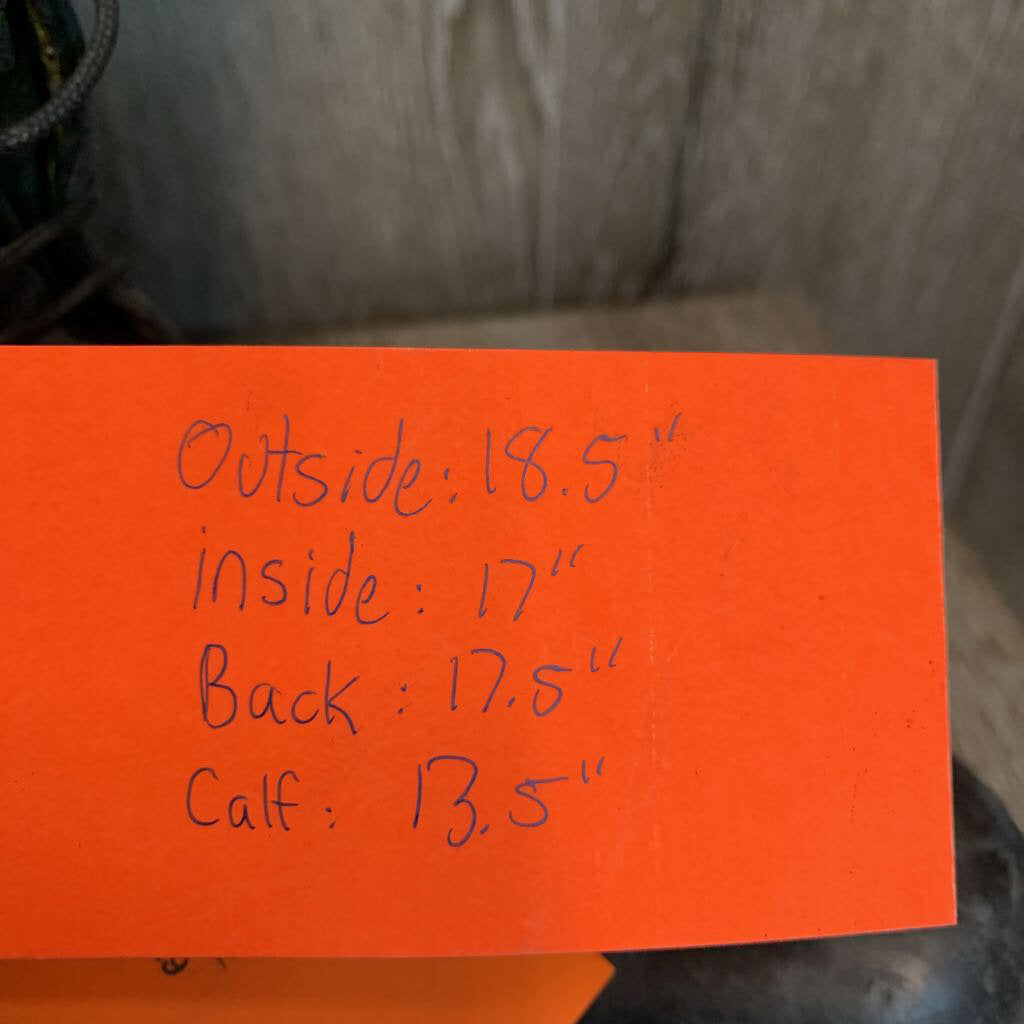 Outside: 18.5"
inside: 17"
Back: 17.5"
Calf: 13.5"